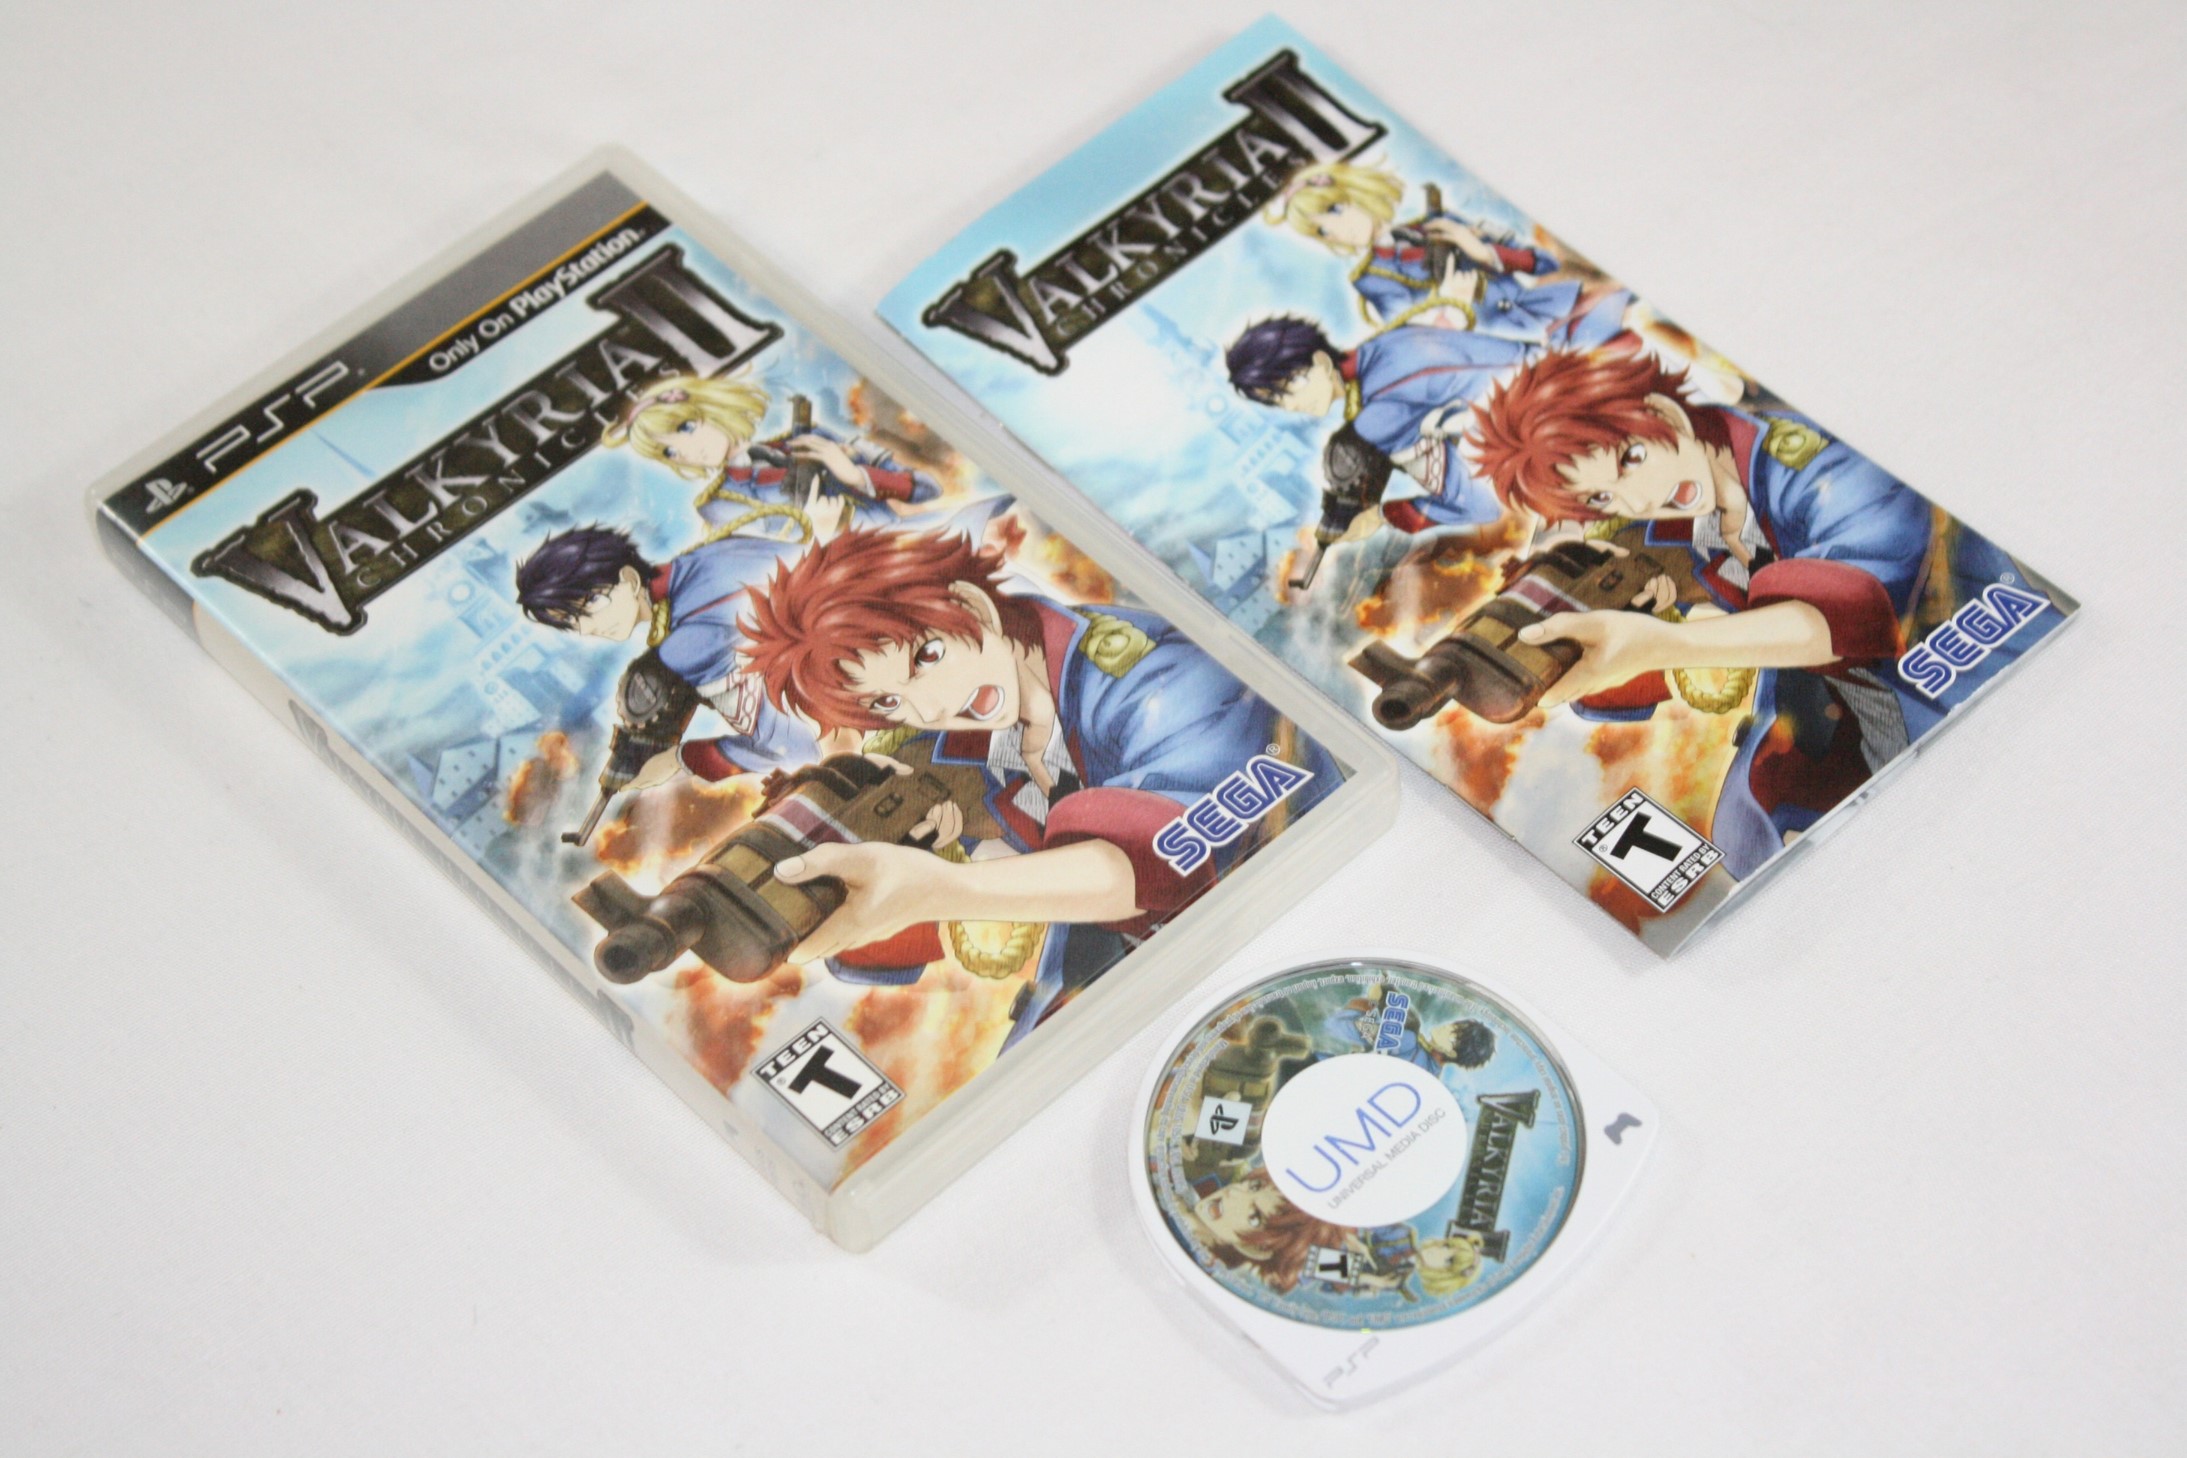 PSP
Only On PlayStation
VALKYRIA II
CHRONICLES
SEGA®
TEEN
T
CONTENT RATED BY
ESRB
VALKYRIA II
CHRONICLES
SEGA®
TEEN
T
CONTENT RATED BY
ESRB
SEGA
UMD
UNIVERSAL MEDIA DISC
VALKYRIA II
T
PSP